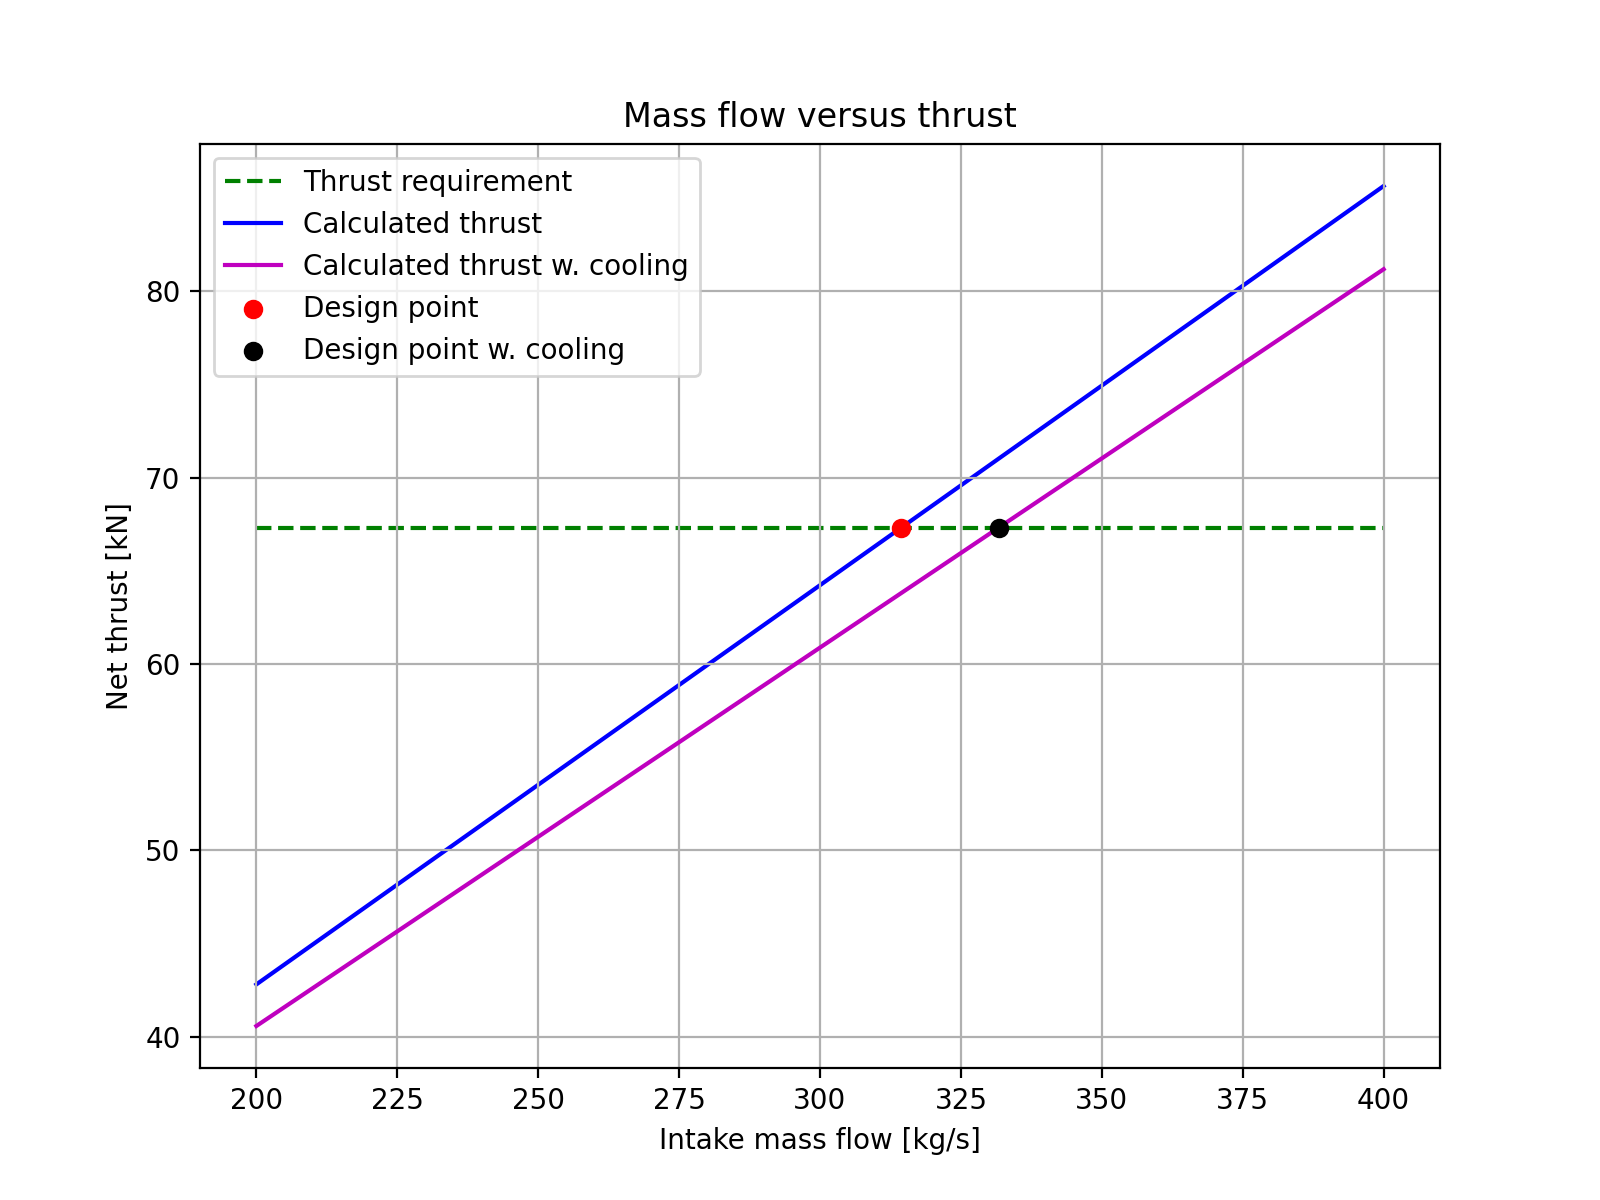 Mass flow versus thrust
Thrust requirement
Calculated thrust
Calculated thrust w. cooling
Design point
Design point w. cooling
80
70
60
50
40
Net thrust [kN]
200 225 250 275 300 325 350 375 400
Intake mass flow [kg/s]